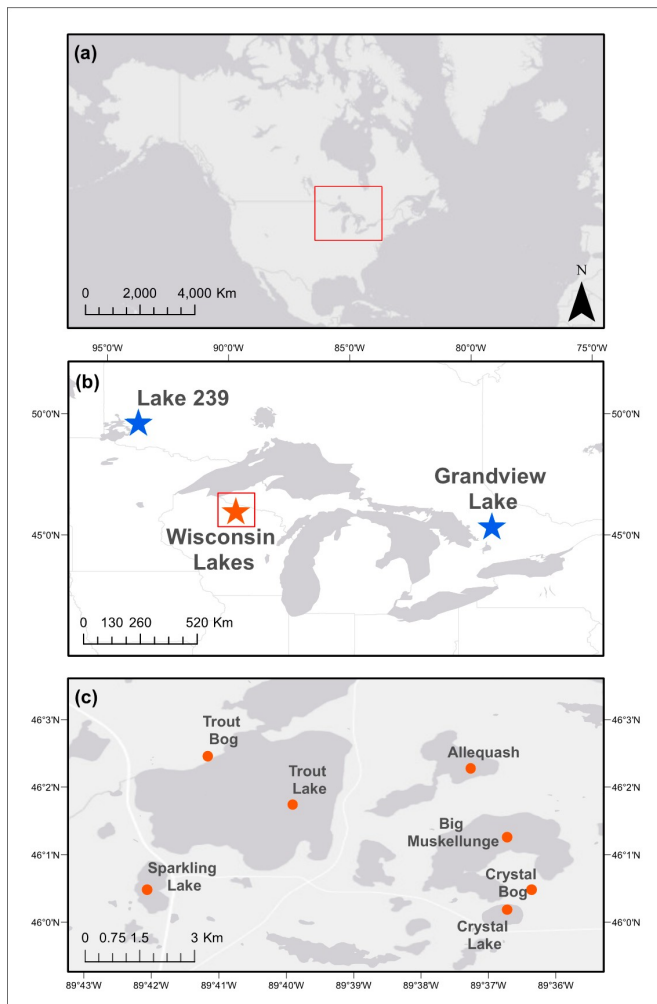 (a)
N
0 2,000 4,000 Km
95°0'W 90°0'W 85°0'W 80°0'W 75°0'W
(b)
Lake 239
50°N
50°0'N
Grandview
Lake
Wisconsin
Lakes
45°0'N
45°0'N
0 130 260 520 Km
(c)
46°3'N
46°3'N
Trout
Bog
Allequash
Trout
Lake
46°2'N
46°2'N
Big
Muskellunge
46°1'N
46°1'N
Sparkling
Lake
Crystal
Bog
46°0'N
46°0'N
Crystal
Lake
0 0.75 1.5 3 Km
89°43'W 89°42'W 89°41'W 89°40'W 89°39'W 89°38'W 89°37'W 89°36'W